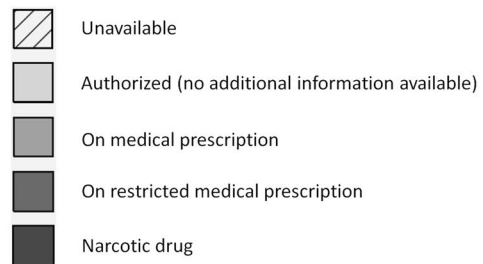 Unavailable
Authorized (no additional information available)
On medical prescription
On restricted medical prescription
Narcotic drug